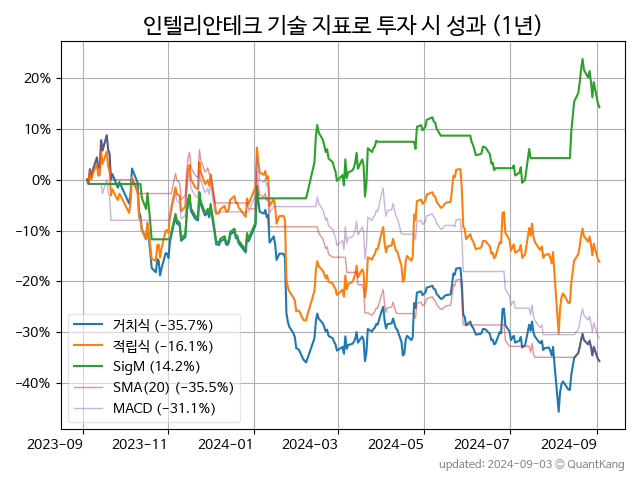 인텔리안테크 기술 지표로 투자 시 성과 (1년)
20%
10%
0%
−10%
−20%
−30%
−40%
거치식 (−35.7%)
적립식 (−16.1%)
SigM (14.2%)
SMA(20) (−35.5%)
MACD (−31.1%)
2023-09
2023-11
2024-01
2024-03
2024-05
2024-07
2024-09
updated: 2024-09-03 © QuantKang